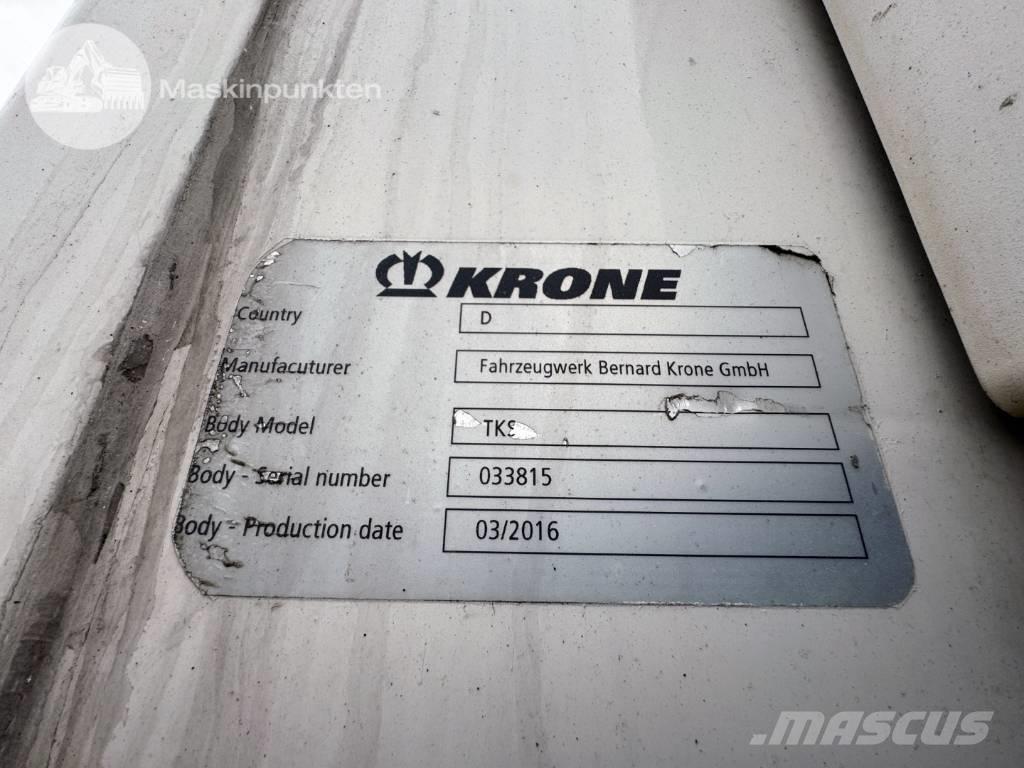 Maskinpunkten
KRONE
Country D
Manufacuturer Fahrzeugwerk Bernard Krone GmbH
Body Model TKS
Body - Serial number 033815
Body - Production date 03/2016
MASCUS